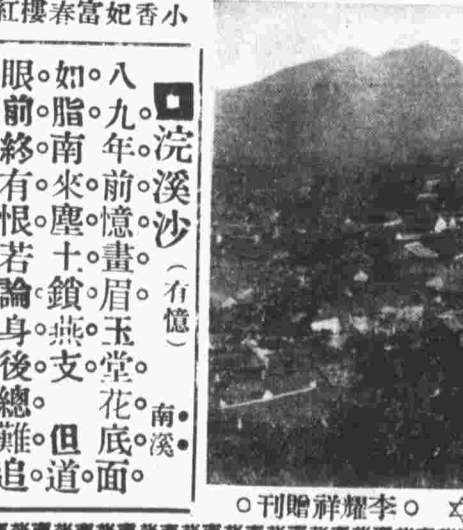 小香妃富春樓紅
浣溪沙(有憶) 南溪
八九年前憶畫眉。玉堂花底面
如脂。南來塵土鎖燕支。 但道
眼前終有恨。若論身後總難追。
○李耀祥贈刊○